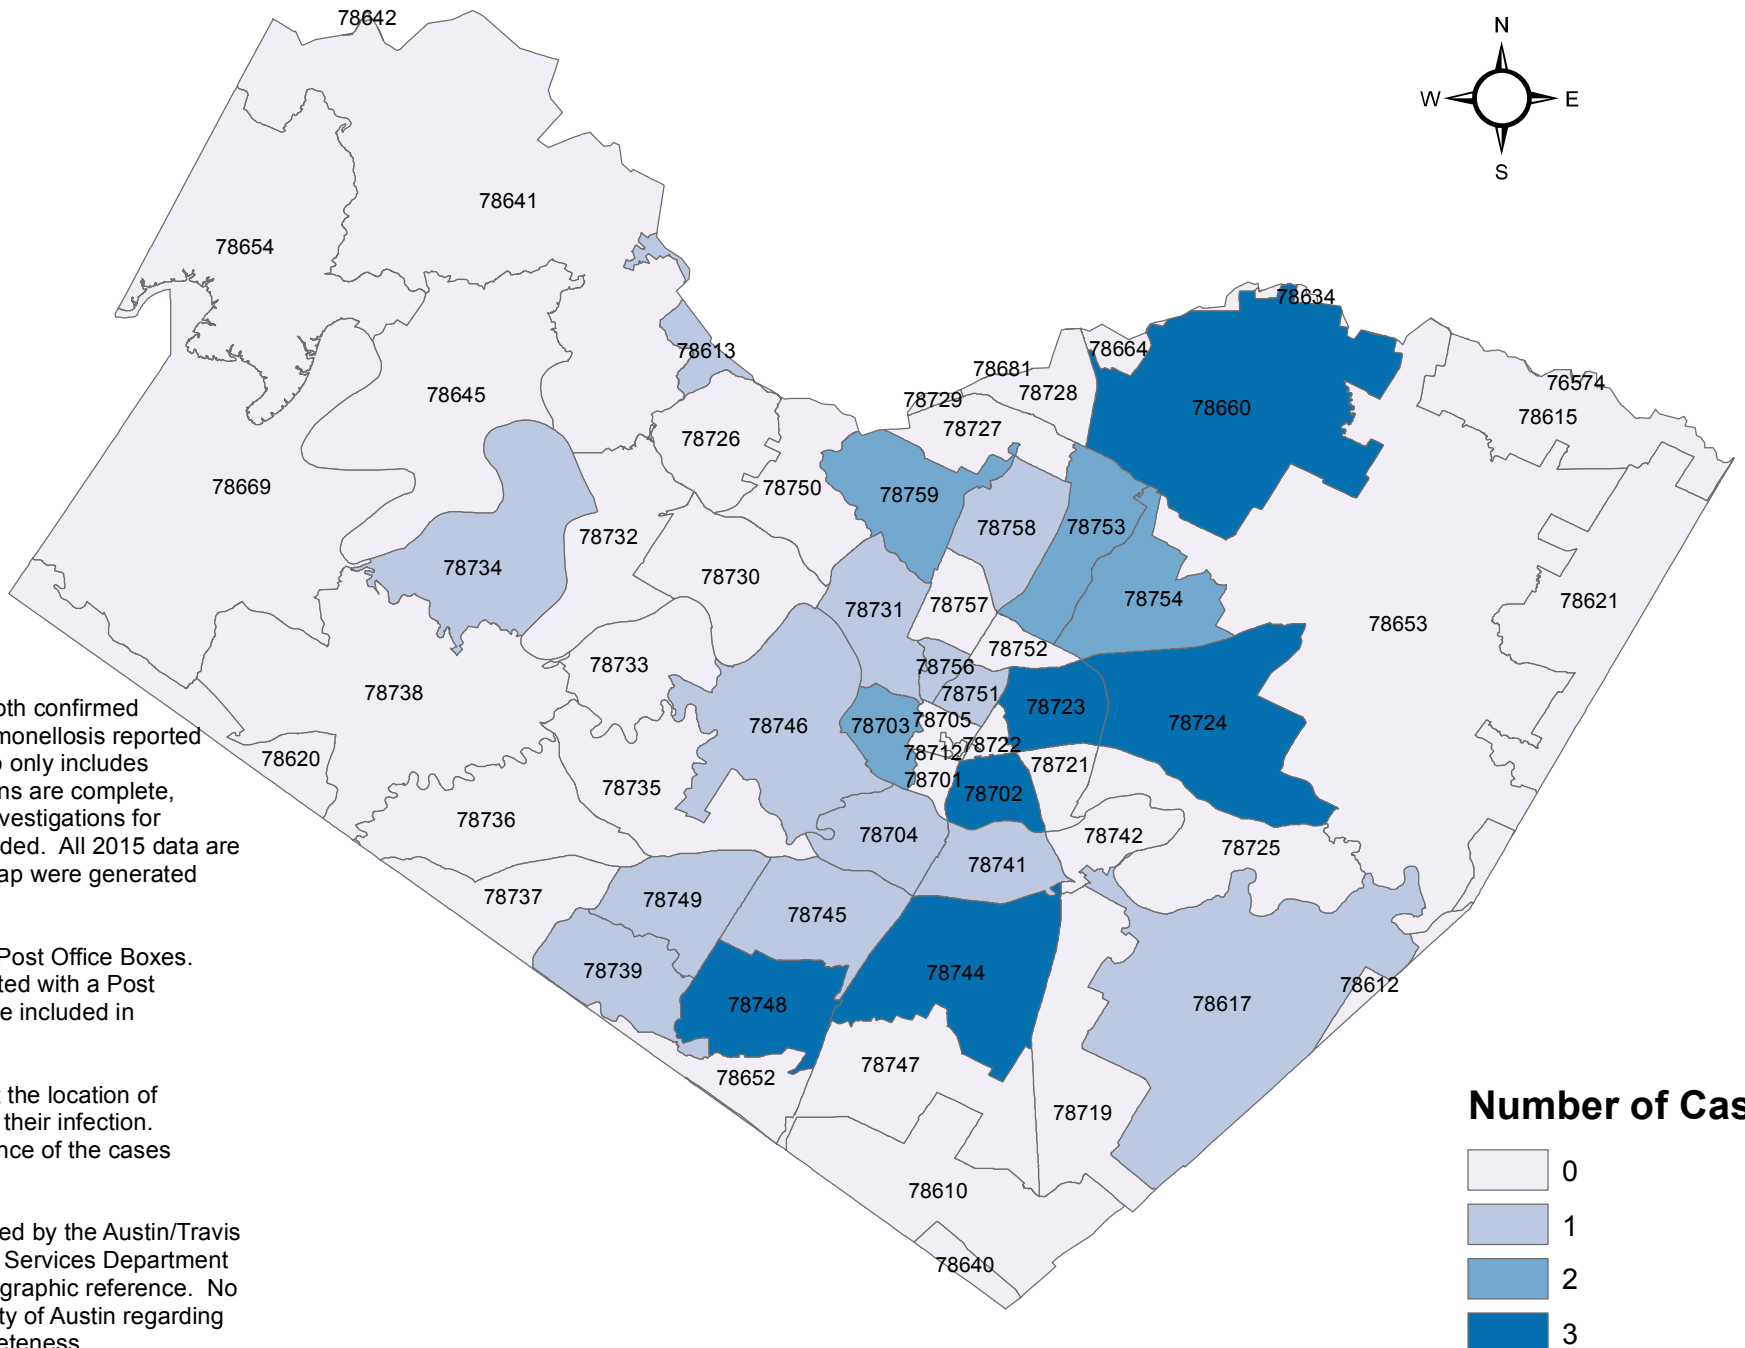 78642
N
W
E
S
78641
78654
78634
78613
78664
78681
78728
76574
78645
78729
78660
78615
78726
78727
78669
78750
78759
78758
78753
78732
78734
78730
78731
78757
78754
78621
78653
78752
78733
78756
78738
78751
oth confirmed
monellosis reported
o only includes
ns are complete,
vestigations for
ded. All 2015 data are
ap were generated
78746
78703
78705
78723
78724
78620
78712
78722
78701
78721
78735
78702
78736
78704
78742
78725
78741
78737
78749
78745
Post Office Boxes.
ted with a Post
e included in
78739
78744
78748
78617
78612
78747
78652
t the location of
their infection.
nce of the cases
78719
Number of Cas
0
1
2
3
78610
78640
ed by the Austin/Travis
Services Department
graphic reference. No
ty of Austin regarding
eteness